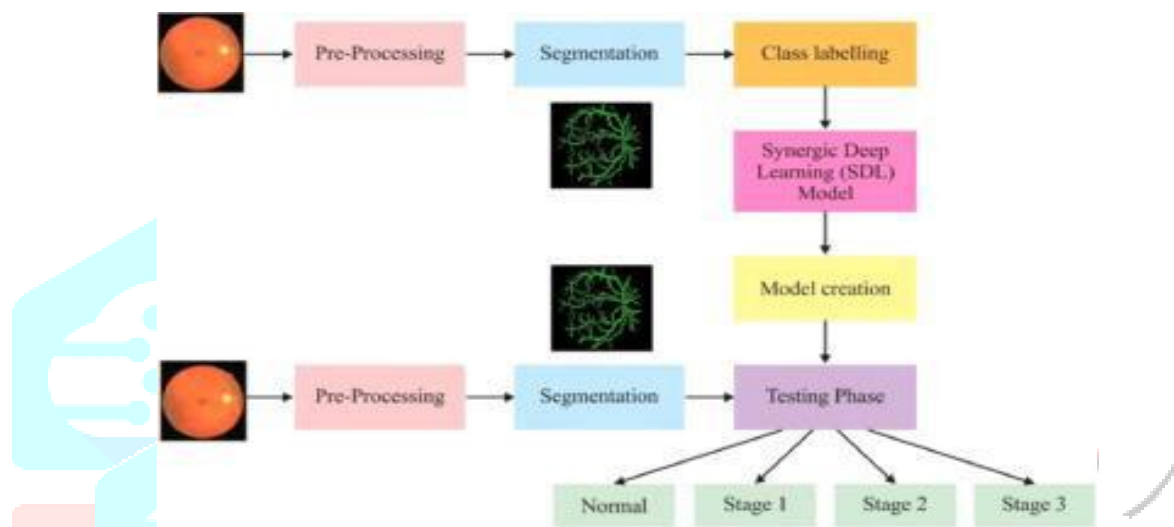 Pre-Processing
Segmentation
Class labelling
Synergic Deep
Learning (SDL)
Model
Model creation
Pre-Processing
Segmentation
Testing Phase
Normal
Stage 1
Stage 2
Stage 3